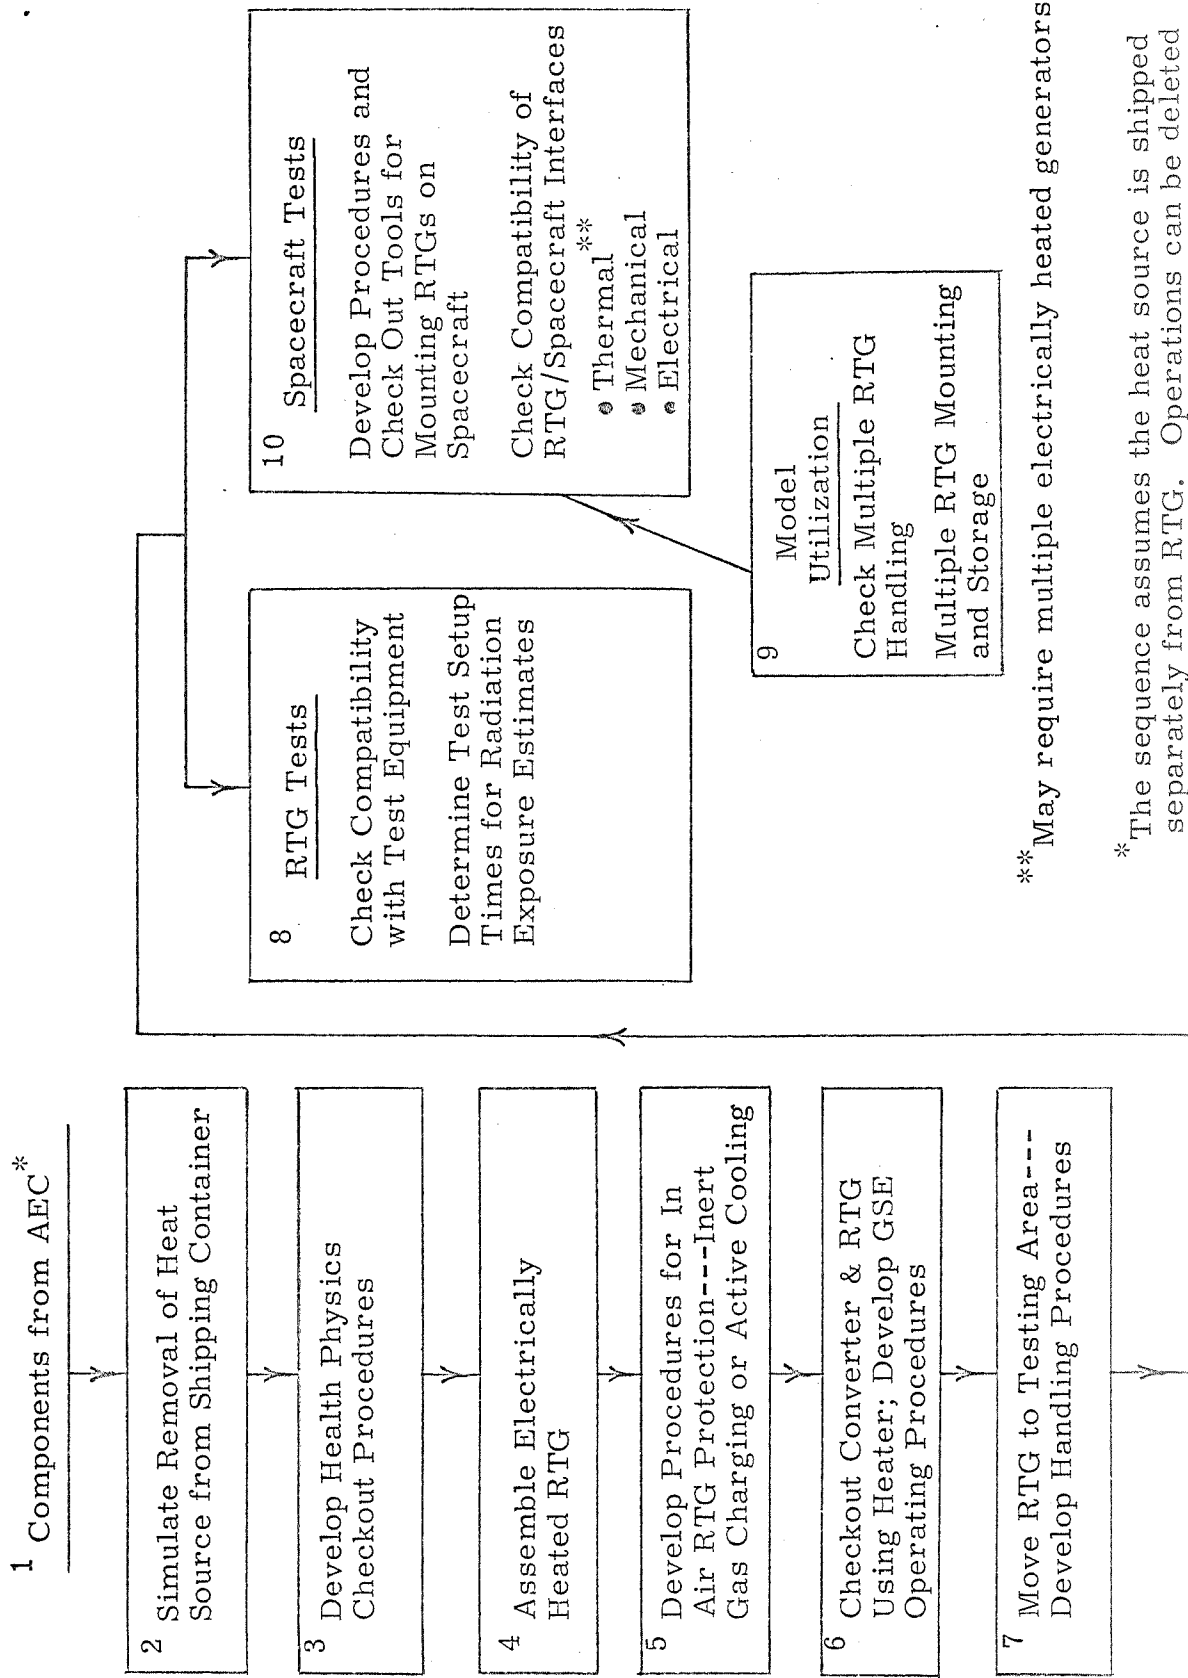 1 Components from AEC*
2 Simulate Removal of Heat
Source from Shipping Container
3 Develop Health Physics
Checkout Procedures
4 Assemble Electrically
Heated RTG
5 Develop Procedures for In
Air RTG Protection---Inert
Gas Charging or Active Cooling
6 Checkout Converter & RTG
Using Heater; Develop GSE
Operating Procedures
7 Move RTG to Testing Area---
Develop Handling Procedures
8 RTG Tests
Check Compatibility
with Test Equipment
Determine Test Setup
Times for Radiation
Exposure Estimates
9 Model
Utilization
Check Multiple RTG
Handling
Multiple RTG Mounting
and Storage
10 Spacecraft Tests
Develop Procedures and
Check Out Tools for
Mounting RTGs on
Spacecraft
Check Compatibility of
RTG/Spacecraft Interfaces
• Thermal**
• Mechanical
• Electrical
**May require multiple electrically heated generators
*The sequence assumes the heat source is shipped
separately from RTG. Operations can be deleted